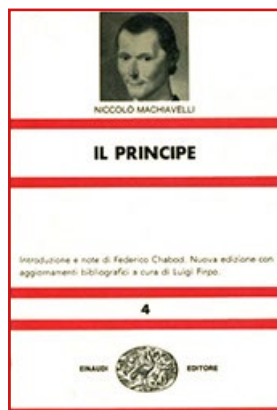 NICCOLÒ MACHIAVELLI
IL PRINCIPE
Introduzione e note di Federico Chabod. Nuova edizione con
aggiornamenti bibliografici a cura di Luigi Firpo.
4
EINAUDI EDITORE